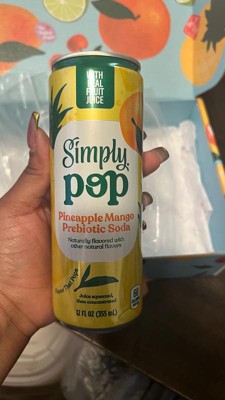 WITH
REAL
FRUIT
JUICE
Simply
pop
Pineapple Mango
Prebiotic Soda
Naturally flavored with
other natural flavors
Juice squeezed,
then concentrated
12 FL OZ (355 mL)